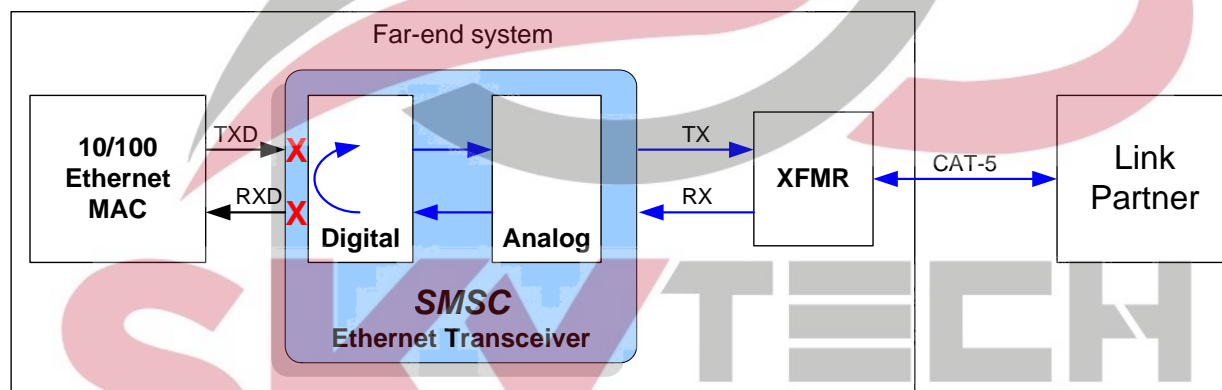 Far-end system
10/100
Ethernet
MAC
TXD
RXD
X
X
Digital
Analog
SMSC
Ethernet Transceiver
TX
RX
XFMR
CAT-5
Link
Partner
SKYTECH